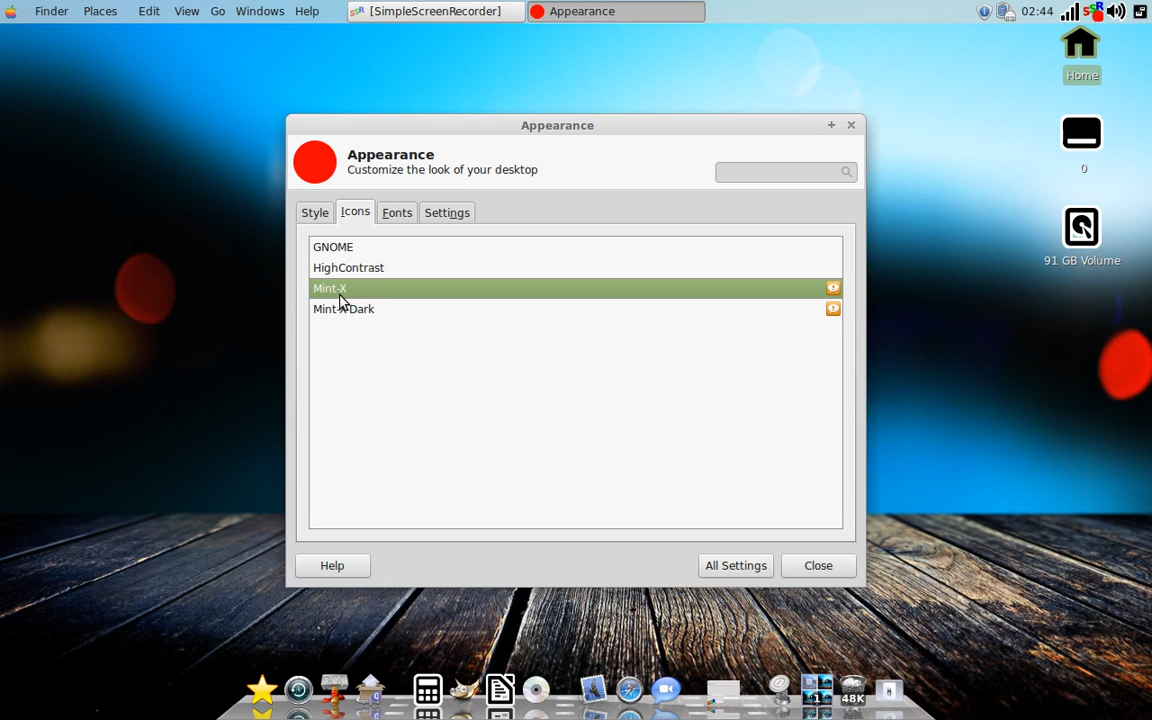 Finder Places Edit View Go Windows Help [SimpleScreenRecorder] Appearance 02:44
Home
0
91 GB Volume
Appearance
Appearance
Customize the look of your desktop
Style Icons Fonts Settings
GNOME
HighContrast
Mint-X
Mint-X-Dark
Help All Settings Close
1 48K